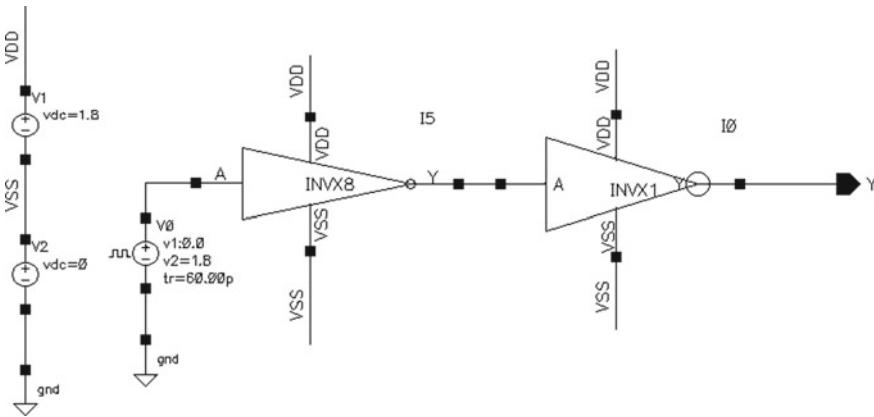 VDD
V1
vdc=1.8
VSS
V2
vdc=0
gnd
A
V0
v1:0.0
v2=1.8
tr=60.00p
gnd
VDD
VDD
I5
INVX8
Y
VSS
VSS
VDD
VDD
I0
A
INVX1
Y
VSS
VSS
Y